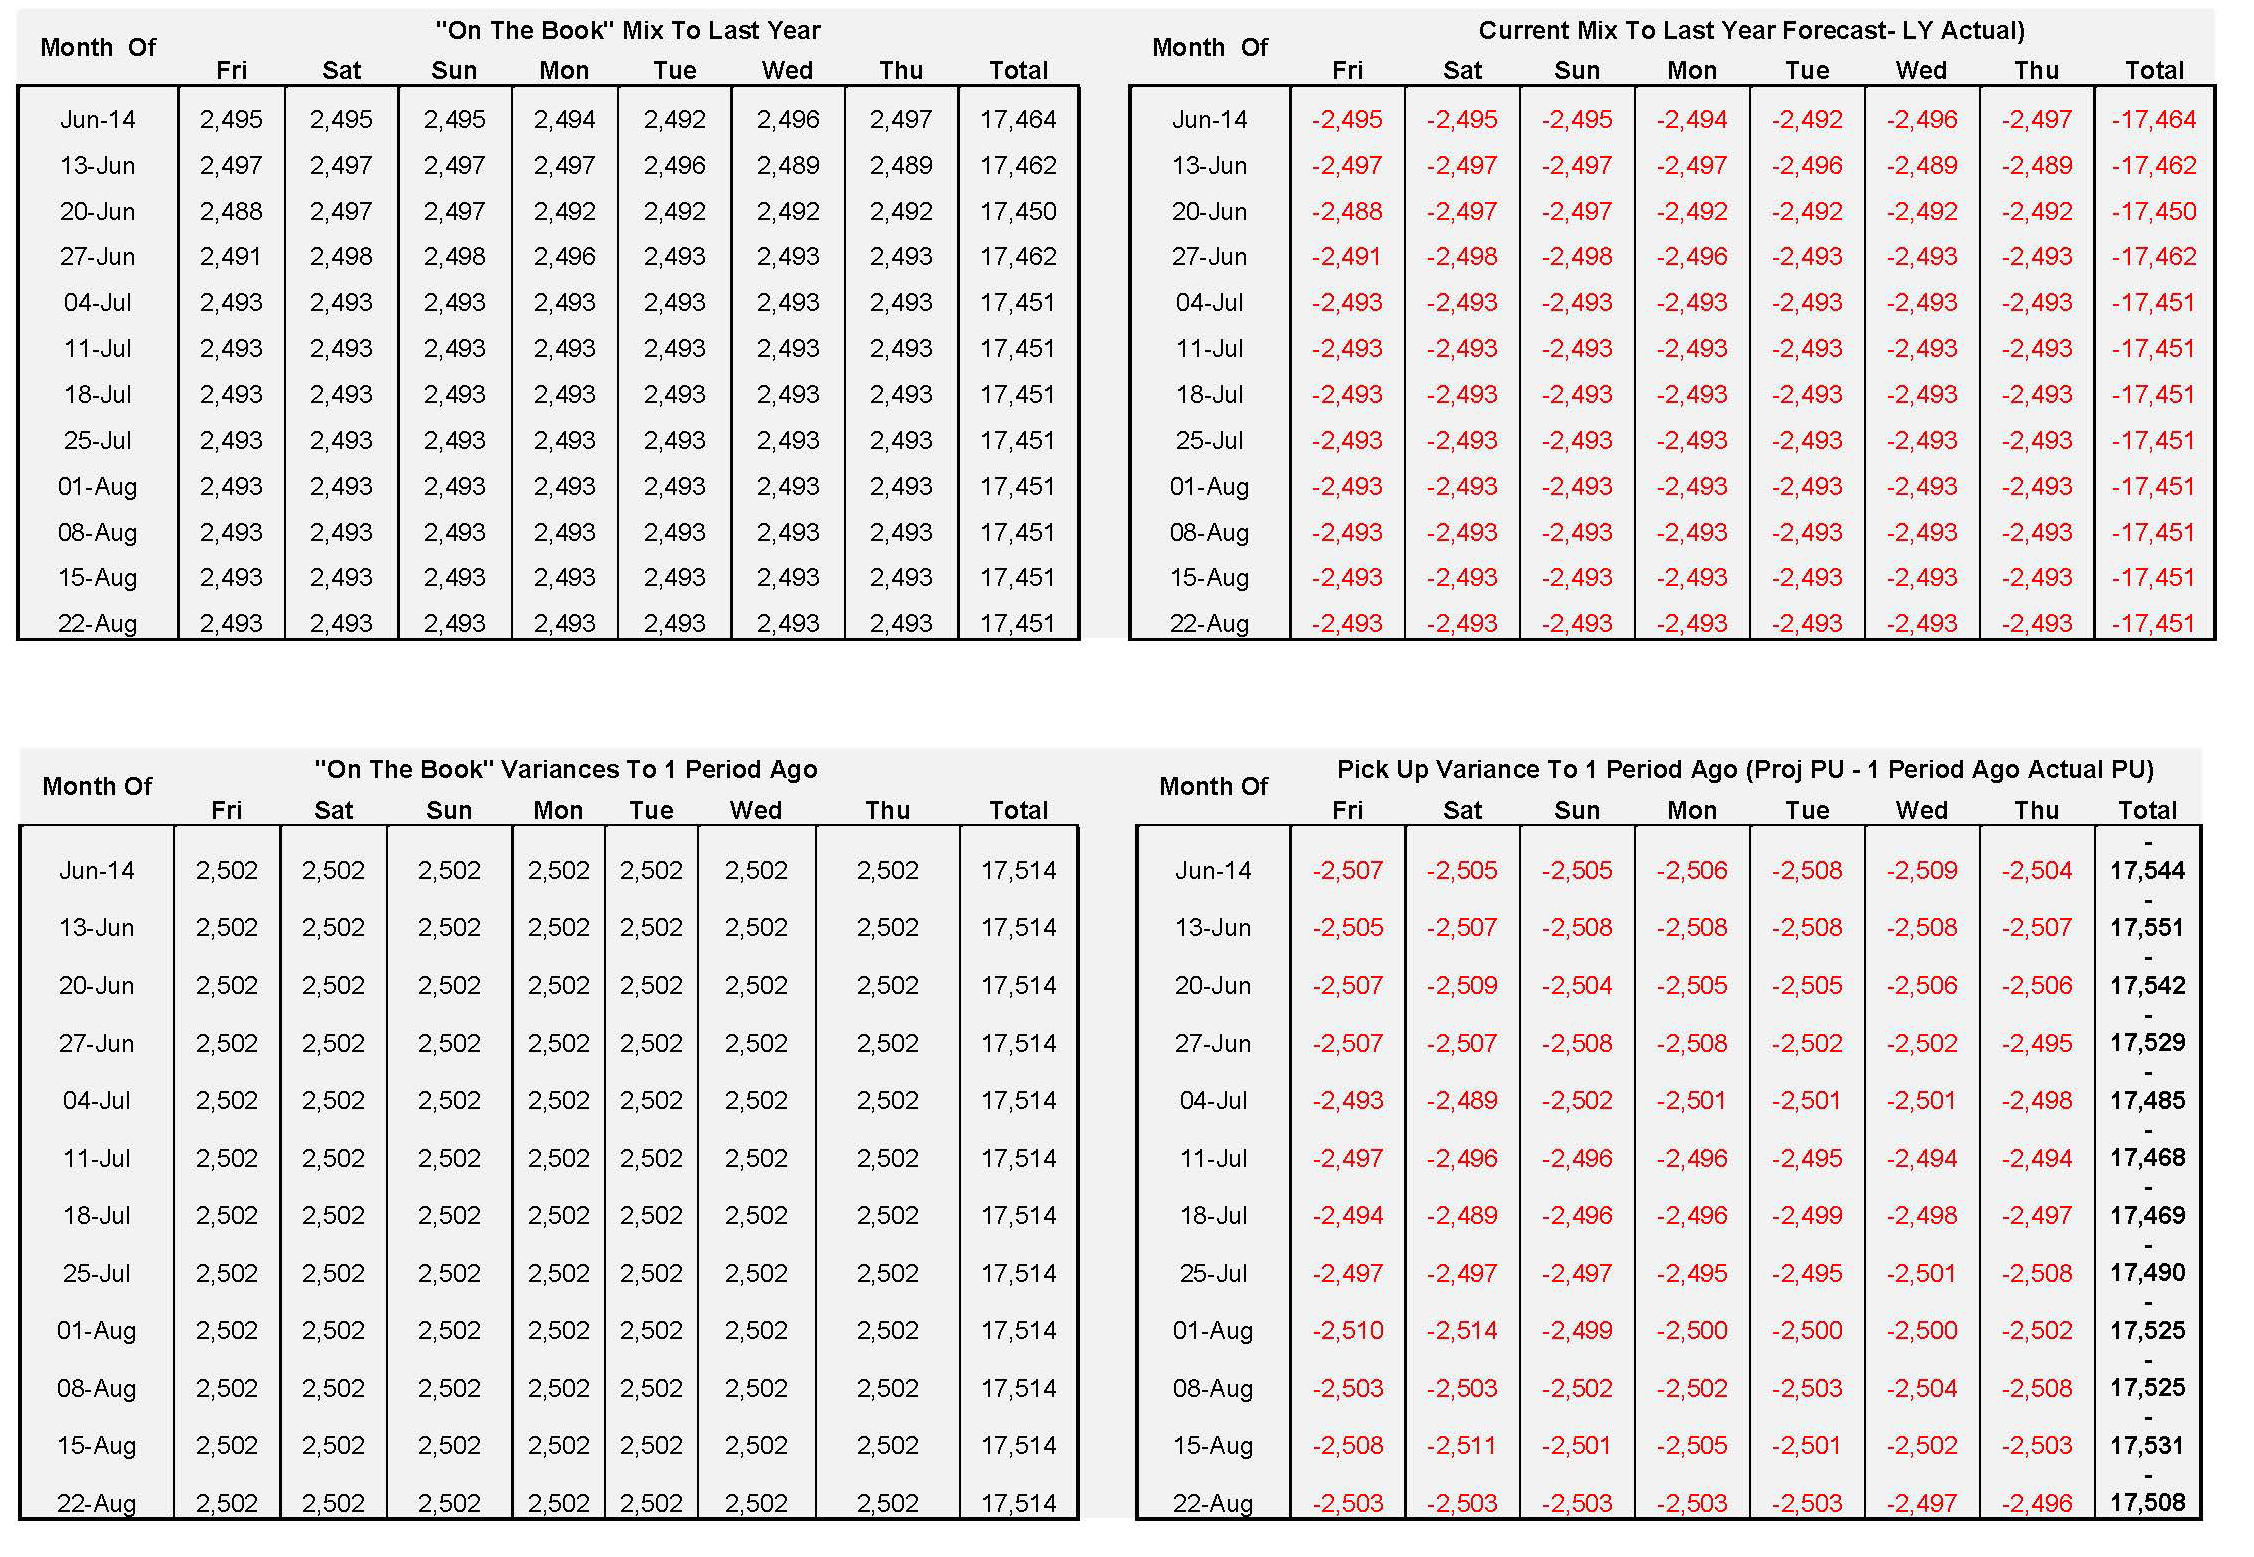 "On The Book" Mix To Last Year
Month Of
Fri Sat Sun Mon Tue Wed Thu Total
Jun-14 2,495 2,495 2,495 2,494 2,492 2,496 2,497 17,464
13-Jun 2,497 2,497 2,497 2,497 2,496 2,489 2,489 17,462
20-Jun 2,488 2,497 2,497 2,492 2,492 2,492 2,492 17,450
27-Jun 2,491 2,498 2,498 2,496 2,493 2,493 2,493 17,462
04-Jul 2,493 2,493 2,493 2,493 2,493 2,493 2,493 17,451
11-Jul 2,493 2,493 2,493 2,493 2,493 2,493 2,493 17,451
18-Jul 2,493 2,493 2,493 2,493 2,493 2,493 2,493 17,451
25-Jul 2,493 2,493 2,493 2,493 2,493 2,493 2,493 17,451
01-Aug 2,493 2,493 2,493 2,493 2,493 2,493 2,493 17,451
08-Aug 2,493 2,493 2,493 2,493 2,493 2,493 2,493 17,451
15-Aug 2,493 2,493 2,493 2,493 2,493 2,493 2,493 17,451
22-Aug 2,493 2,493 2,493 2,493 2,493 2,493 2,493 17,451
Current Mix To Last Year Forecast- LY Actual)
Month Of
Fri Sat Sun Mon Tue Wed Thu Total
Jun-14 -2,495 -2,495 -2,495 -2,494 -2,492 -2,496 -2,497 -17,464
13-Jun -2,497 -2,497 -2,497 -2,497 -2,496 -2,489 -2,489 -17,462
20-Jun -2,488 -2,497 -2,497 -2,492 -2,492 -2,492 -2,492 -17,450
27-Jun -2,491 -2,498 -2,498 -2,496 -2,493 -2,493 -2,493 -17,462
04-Jul -2,493 -2,493 -2,493 -2,493 -2,493 -2,493 -2,493 -17,451
11-Jul -2,493 -2,493 -2,493 -2,493 -2,493 -2,493 -2,493 -17,451
18-Jul -2,493 -2,493 -2,493 -2,493 -2,493 -2,493 -2,493 -17,451
25-Jul -2,493 -2,493 -2,493 -2,493 -2,493 -2,493 -2,493 -17,451
01-Aug -2,493 -2,493 -2,493 -2,493 -2,493 -2,493 -2,493 -17,451
08-Aug -2,493 -2,493 -2,493 -2,493 -2,493 -2,493 -2,493 -17,451
15-Aug -2,493 -2,493 -2,493 -2,493 -2,493 -2,493 -2,493 -17,451
22-Aug -2,493 -2,493 -2,493 -2,493 -2,493 -2,493 -2,493 -17,451
"On The Book" Variances To 1 Period Ago
Month Of
Fri Sat Sun Mon Tue Wed Thu Total
Jun-14 2,502 2,502 2,502 2,502 2,502 2,502 2,502 17,514
13-Jun 2,502 2,502 2,502 2,502 2,502 2,502 2,502 17,514
20-Jun 2,502 2,502 2,502 2,502 2,502 2,502 2,502 17,514
27-Jun 2,502 2,502 2,502 2,502 2,502 2,502 2,502 17,514
04-Jul 2,502 2,502 2,502 2,502 2,502 2,502 2,502 17,514
11-Jul 2,502 2,502 2,502 2,502 2,502 2,502 2,502 17,514
18-Jul 2,502 2,502 2,502 2,502 2,502 2,502 2,502 17,514
25-Jul 2,502 2,502 2,502 2,502 2,502 2,502 2,502 17,514
01-Aug 2,502 2,502 2,502 2,502 2,502 2,502 2,502 17,514
08-Aug 2,502 2,502 2,502 2,502 2,502 2,502 2,502 17,514
15-Aug 2,502 2,502 2,502 2,502 2,502 2,502 2,502 17,514
22-Aug 2,502 2,502 2,502 2,502 2,502 2,502 2,502 17,514
Pick Up Variance To 1 Period Ago (Proj PU - 1 Period Ago Actual PU)
Month Of
Fri Sat Sun Mon Tue Wed Thu Total
-
Jun-14 -2,507 -2,505 -2,505 -2,506 -2,508 -2,509 -2,504 17,544
-
13-Jun -2,505 -2,507 -2,508 -2,508 -2,508 -2,508 -2,507 17,551
-
20-Jun -2,507 -2,509 -2,504 -2,505 -2,505 -2,506 -2,506 17,542
-
27-Jun -2,507 -2,507 -2,508 -2,508 -2,502 -2,502 -2,495 17,529
-
04-Jul -2,493 -2,489 -2,502 -2,501 -2,501 -2,501 -2,498 17,485
-
11-Jul -2,497 -2,496 -2,496 -2,496 -2,495 -2,494 -2,494 17,468
-
18-Jul -2,494 -2,489 -2,496 -2,496 -2,499 -2,498 -2,497 17,469
-
25-Jul -2,497 -2,497 -2,497 -2,495 -2,495 -2,501 -2,508 17,490
-
01-Aug -2,510 -2,514 -2,499 -2,500 -2,500 -2,500 -2,502 17,525
-
08-Aug -2,503 -2,503 -2,502 -2,502 -2,503 -2,504 -2,508 17,525
-
15-Aug -2,508 -2,511 -2,501 -2,505 -2,501 -2,502 -2,503 17,531
-
22-Aug -2,503 -2,503 -2,503 -2,503 -2,503 -2,497 -2,496 17,508